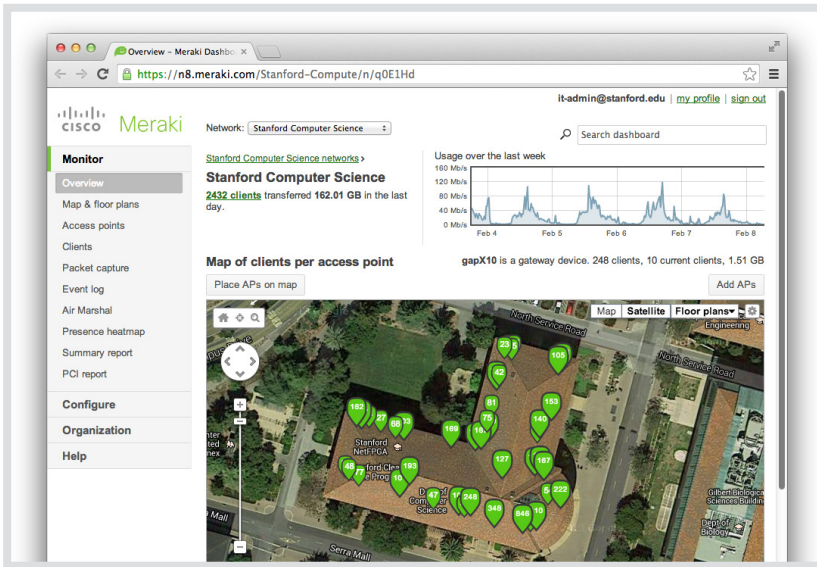 Overview – Meraki Dashbo
https://n8.meraki.com/Stanford-Compute/n/q0E1Hd
it-admin@stanford.edu | my profile | sign out
CISCO Meraki
Network: Stanford Computer Science
Search dashboard
Monitor
Overview
Map & floor plans
Access points
Clients
Packet capture
Event log
Air Marshal
Presence heatmap
Summary report
PCI report
Configure
Organization
Help
Stanford Computer Science networks ›
Stanford Computer Science
2432 clients transferred 162.01 GB in the last
day.
Usage over the last week
160 Mb/s
120 Mb/s
80 Mb/s
40 Mb/s
0 Mb/s
Feb 4 Feb 5 Feb 6 Feb 7 Feb 8
Map of clients per access point
gapX10 is a gateway device. 248 clients, 10 current clients, 1.51 GB
Place APs on map
Add APs
Map Satellite Floor plans
North Service Road
Engineering
North Service Road
23
105
42
81
75
153
140
162
27
68
169
Stanford
NetFPGA
127
187
48
77
193
10
47
248
222
348
10
Dept of
Computer
Science
Gilbert Biological
Sciences Buildin
Dept of
Biology
Serra Mall